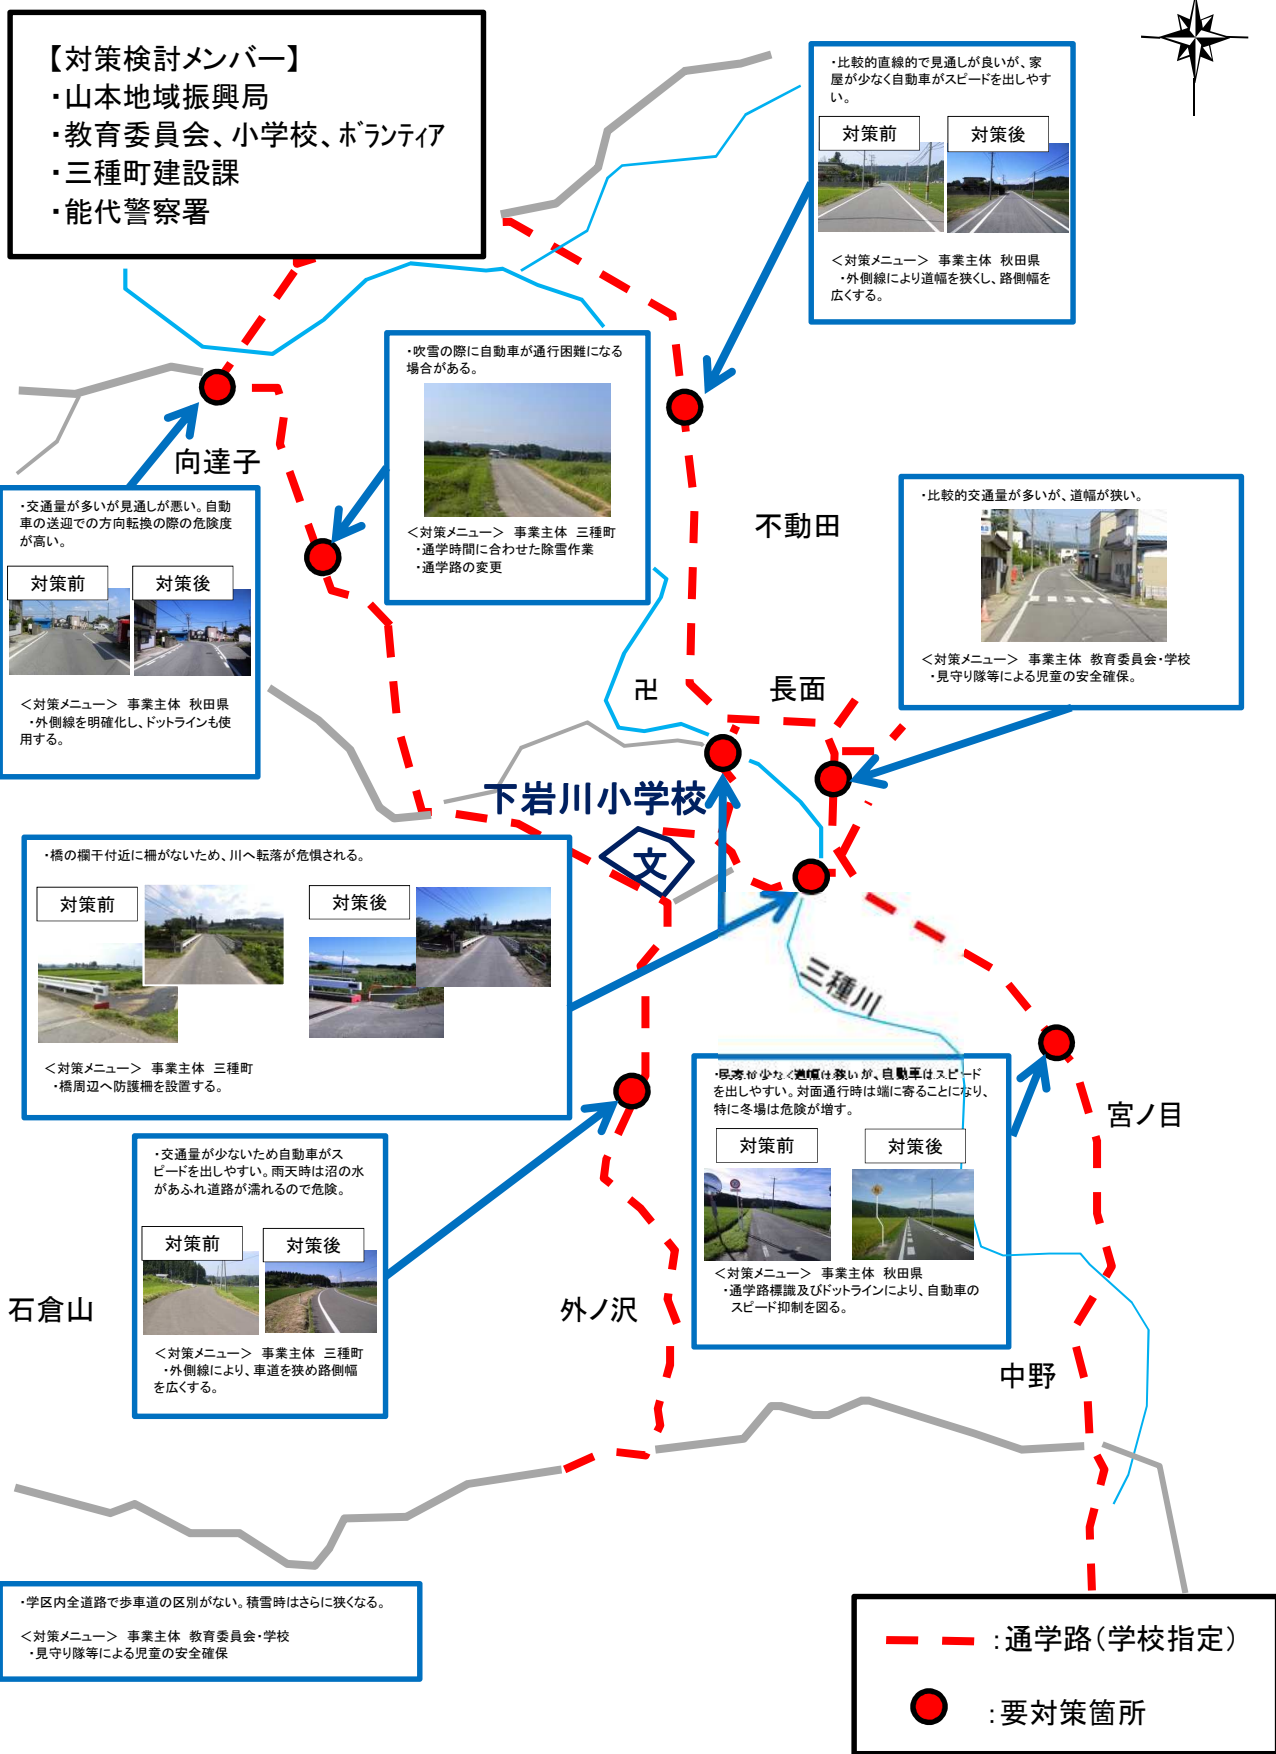 【対策検討メンバー】
・山本地域振興局
・教育委員会、小学校、ボランティア
・三種町建設課
・能代警察署
・比較的直線的で見通しが良いが、家
屋が少なく自動車がスピードを出しやす
い。
対策前
対策後
＜対策メニュー＞ 事業主体 秋田県
・外側線により道幅を狭くし、路側幅を
広くする。
・吹雪の際に自動車が通行困難になる
場合がある。
＜対策メニュー＞ 事業主体 三種町
・通学時間に合わせた除雪作業
・通学路の変更
向達子
不動田
・交通量が多いが見通しが悪い。自動
車の送迎での方向転換の際の危険度
が高い。
対策前
対策後
＜対策メニュー＞ 事業主体 秋田県
・外側線を明確化し、ドットラインも使
用する。
・比較的交通量が多いが、道幅が狭い。
＜対策メニュー＞ 事業主体 教育委員会・学校
・見守り隊等による児童の安全確保。
卍
長面
下岩川小学校
文
・橋の欄干付近に柵がないため、川へ転落が危惧される。
対策前
対策後
＜対策メニュー＞ 事業主体 三種町
・橋周辺へ防護柵を設置する。
三種川
・民家が少なく道幅は狭いが、自動車はスピード
を出しやすい。対面通行時は端に寄ることになり、
特に冬場は危険が増す。
対策前
対策後
＜対策メニュー＞ 事業主体 秋田県
・通学路標識及びドットラインにより、自動車の
スピード抑制を図る。
宮ノ目
・交通量が少ないため自動車がス
ピードを出しやすい。雨天時は沼の水
があふれ道路が濡れるので危険。
対策前
対策後
＜対策メニュー＞ 事業主体 三種町
・外側線により、車道を狭め路側幅
を広くする。
石倉山
外ノ沢
中野
・学区内全道路で歩車道の区別がない。積雪時はさらに狭くなる。
＜対策メニュー＞ 事業主体 教育委員会・学校
・見守り隊等による児童の安全確保
：通学路（学校指定）
：要対策箇所